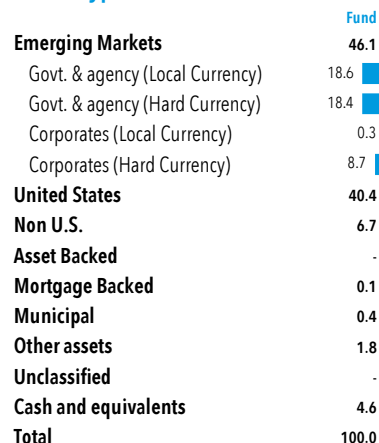 Fund
Emerging Markets 46.1
Govt. & agency (Local Currency) 18.6
Govt. & agency (Hard Currency) 18.4
Corporates (Local Currency) 0.3
Corporates (Hard Currency) 8.7
United States 40.4
Non U.S. 6.7
Asset Backed -
Mortgage Backed 0.1
Municipal 0.4
Other assets 1.8
Unclassified -
Cash and equivalents 4.6
Total 100.0